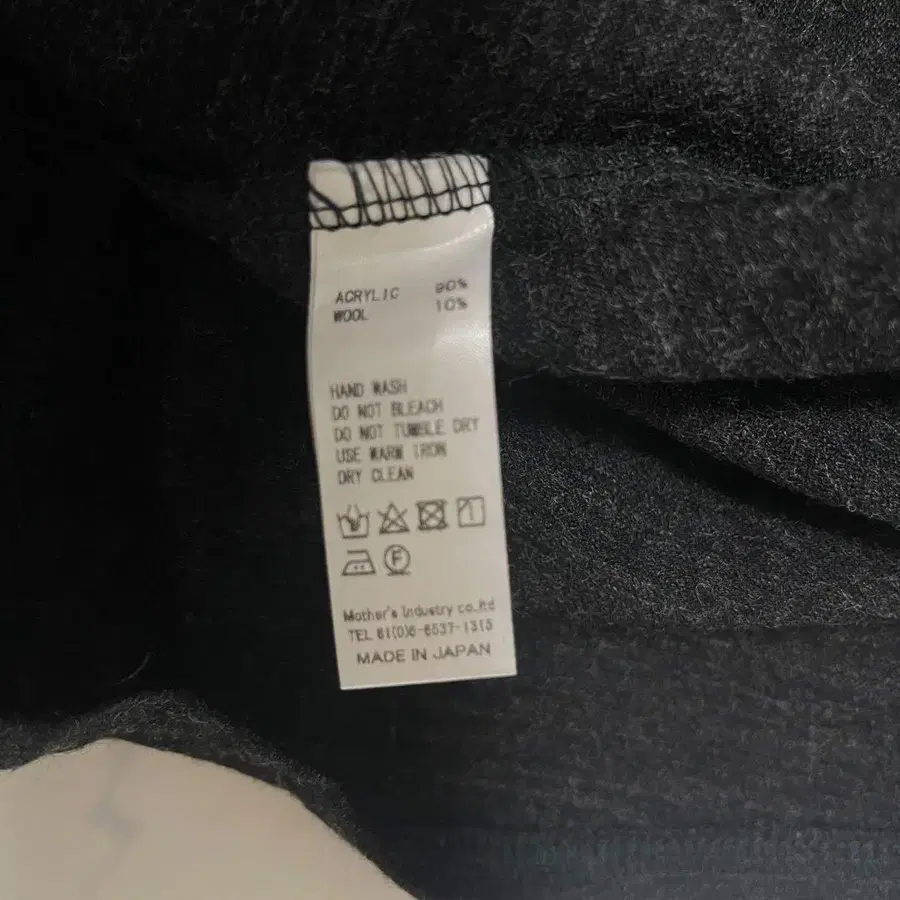 ACRYLIC 90%
WOOL 10%
HAND WASH
DO NOT BLEACH
DO NOT TUMBLE DRY
USE WARM IRON
DRY CLEAN
F
Mother's Industry co.ltd
TEL 81(0)6-6537-1315
MADE IN JAPAN